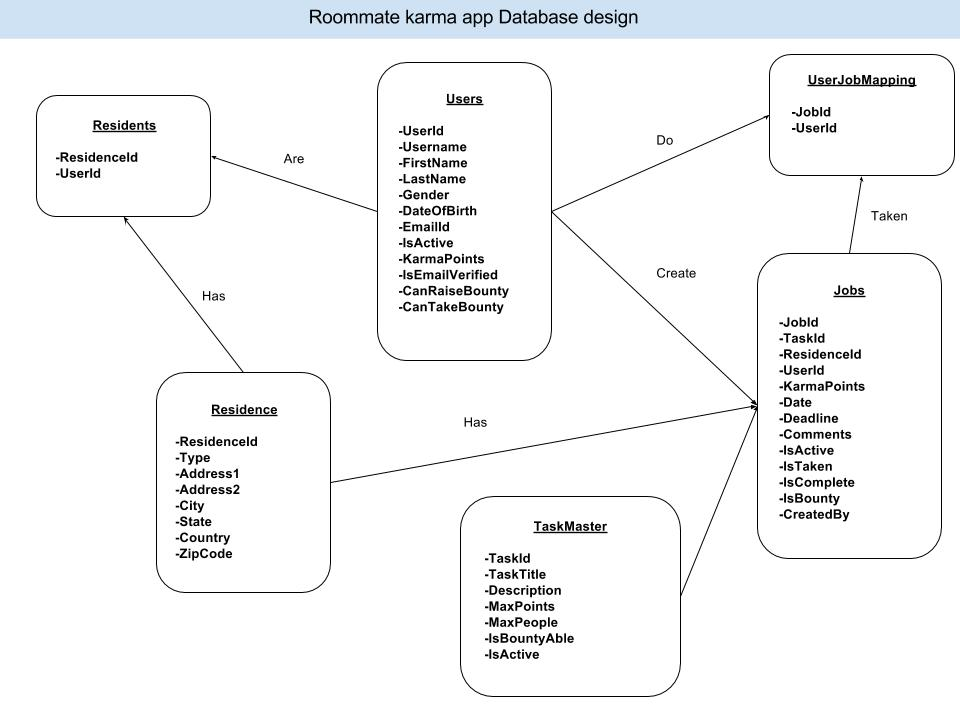 Roommate karma app Database design
Residents
-ResidenceId
-UserId
Are
Users
-UserId
-Username
-FirstName
-LastName
-Gender
-DateOfBirth
-EmailId
-IsActive
-KarmaPoints
-IsEmailVerified
-CanRaiseBounty
-CanTakeBounty
Do
UserJobMapping
-JobId
-UserId
Taken
Create
Has
Jobs
-JobId
-TaskId
-ResidenceId
-UserId
-KarmaPoints
-Date
-Deadline
-Comments
-IsActive
-IsTaken
-IsComplete
-IsBounty
-CreatedBy
Residence
-ResidenceId
-Type
-Address1
-Address2
-City
-State
-Country
-ZipCode
Has
TaskMaster
-TaskId
-TaskTitle
-Description
-MaxPoints
-MaxPeople
-IsBountyAble
-IsActive